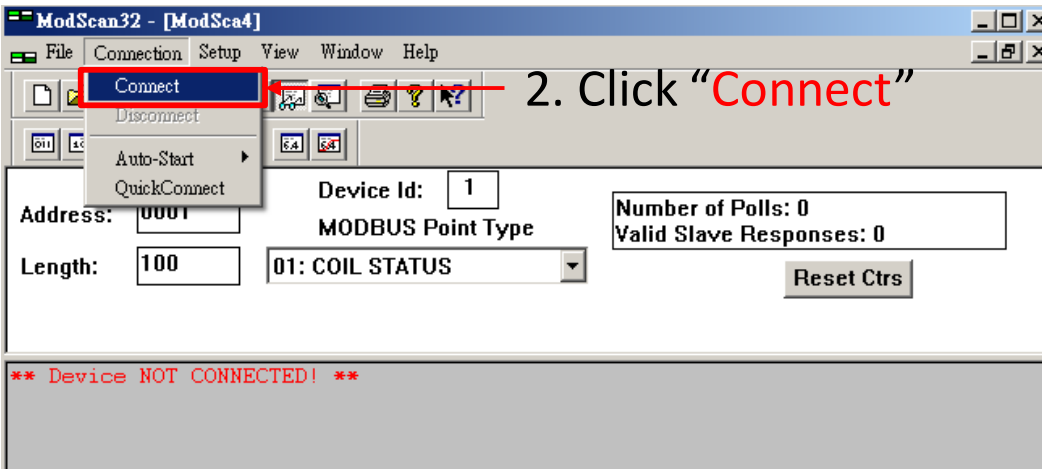 ModScan32 - [ModSca4]
File Connection Setup View Window Help
Connect
2. Click “Connect”
Disconnect
Auto-Start
QuickConnect
Device Id: 1
Address: 0001
MODBUS Point Type
Number of Polls: 0
Valid Slave Responses: 0
Length: 100
01: COIL STATUS
Reset Ctrs
** Device NOT CONNECTED! **